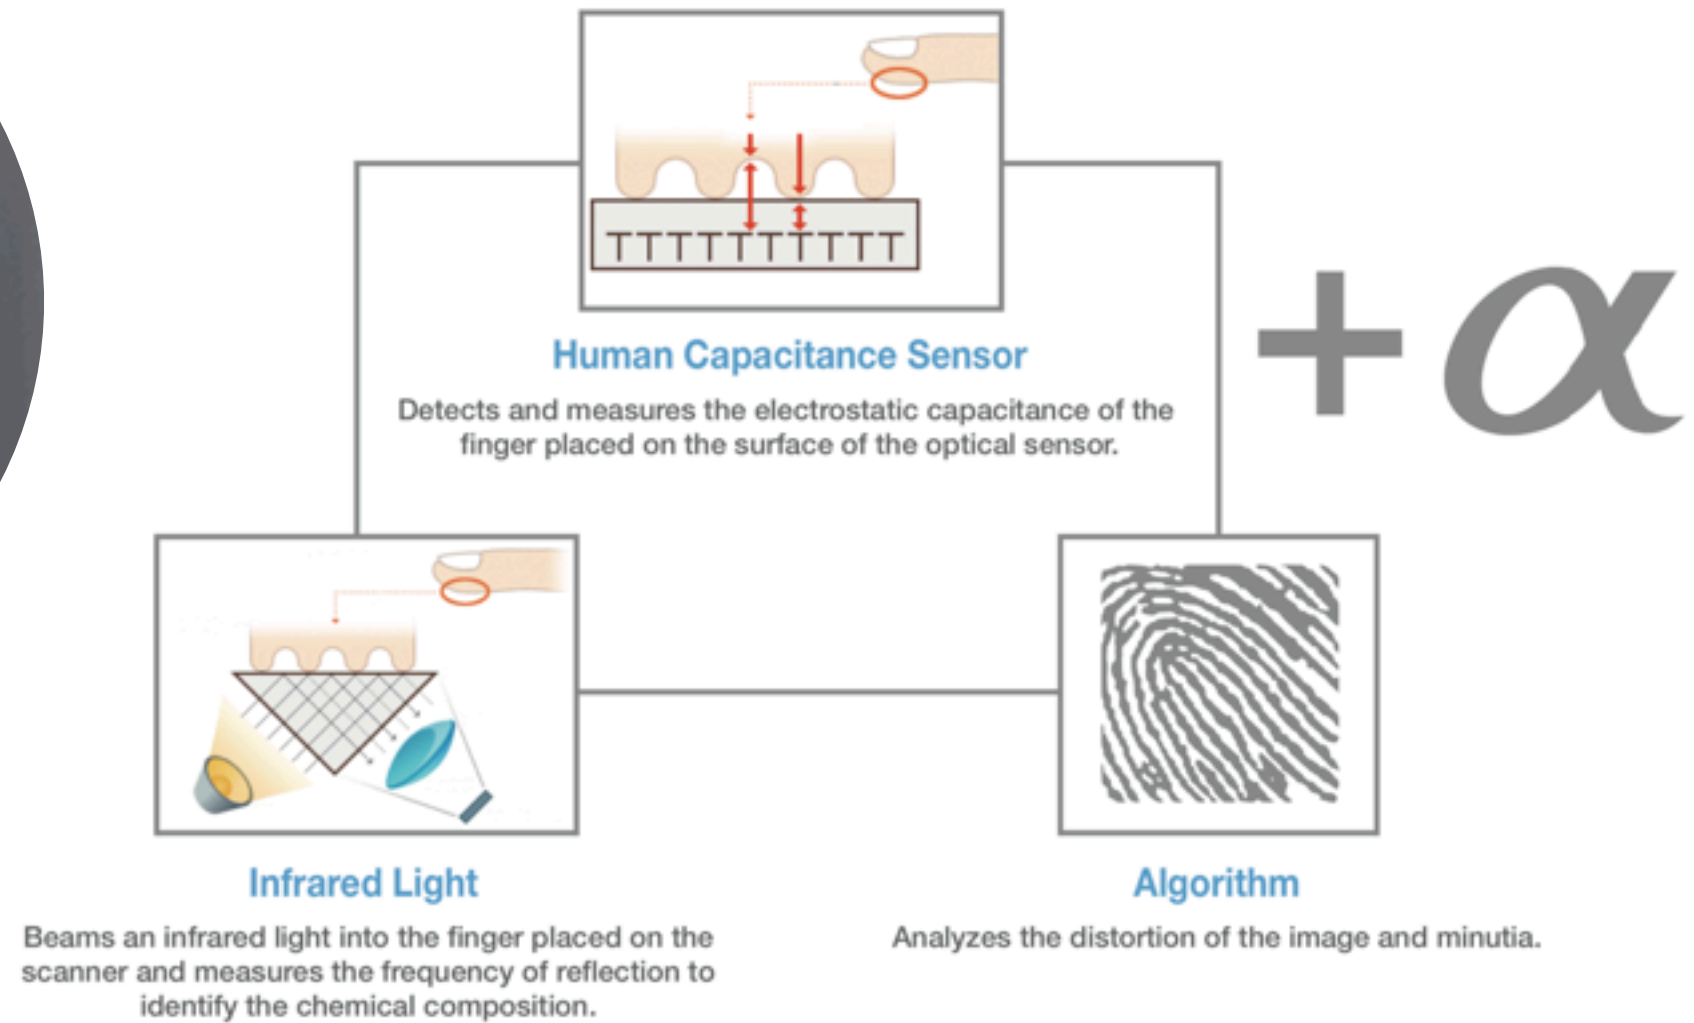 +α
Human Capacitance Sensor
Detects and measures the electrostatic capacitance of the
finger placed on the surface of the optical sensor.
Infrared Light
Beams an infrared light into the finger placed on the
scanner and measures the frequency of reflection to
identify the chemical composition.
Algorithm
Analyzes the distortion of the image and minutia.